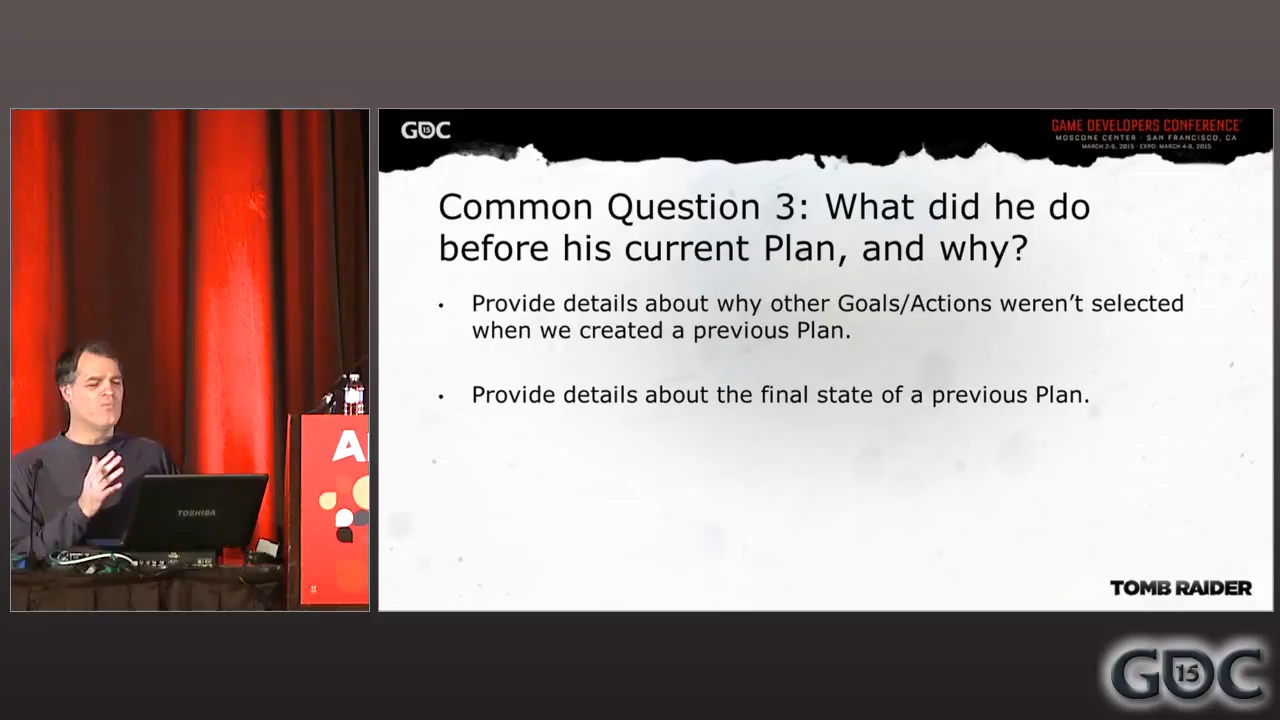 GDC 15
GAME DEVELOPERS CONFERENCE
MOSCONE CENTER · SAN FRANCISCO, CA
MARCH 2-6, 2015 · EXPO: MARCH 4-6, 2015
Common Question 3: What did he do
before his current Plan, and why?
• Provide details about why other Goals/Actions weren't selected
when we created a previous Plan.
• Provide details about the final state of a previous Plan.
TOSHIBA
AI
TOMB RAIDER
GDC 15